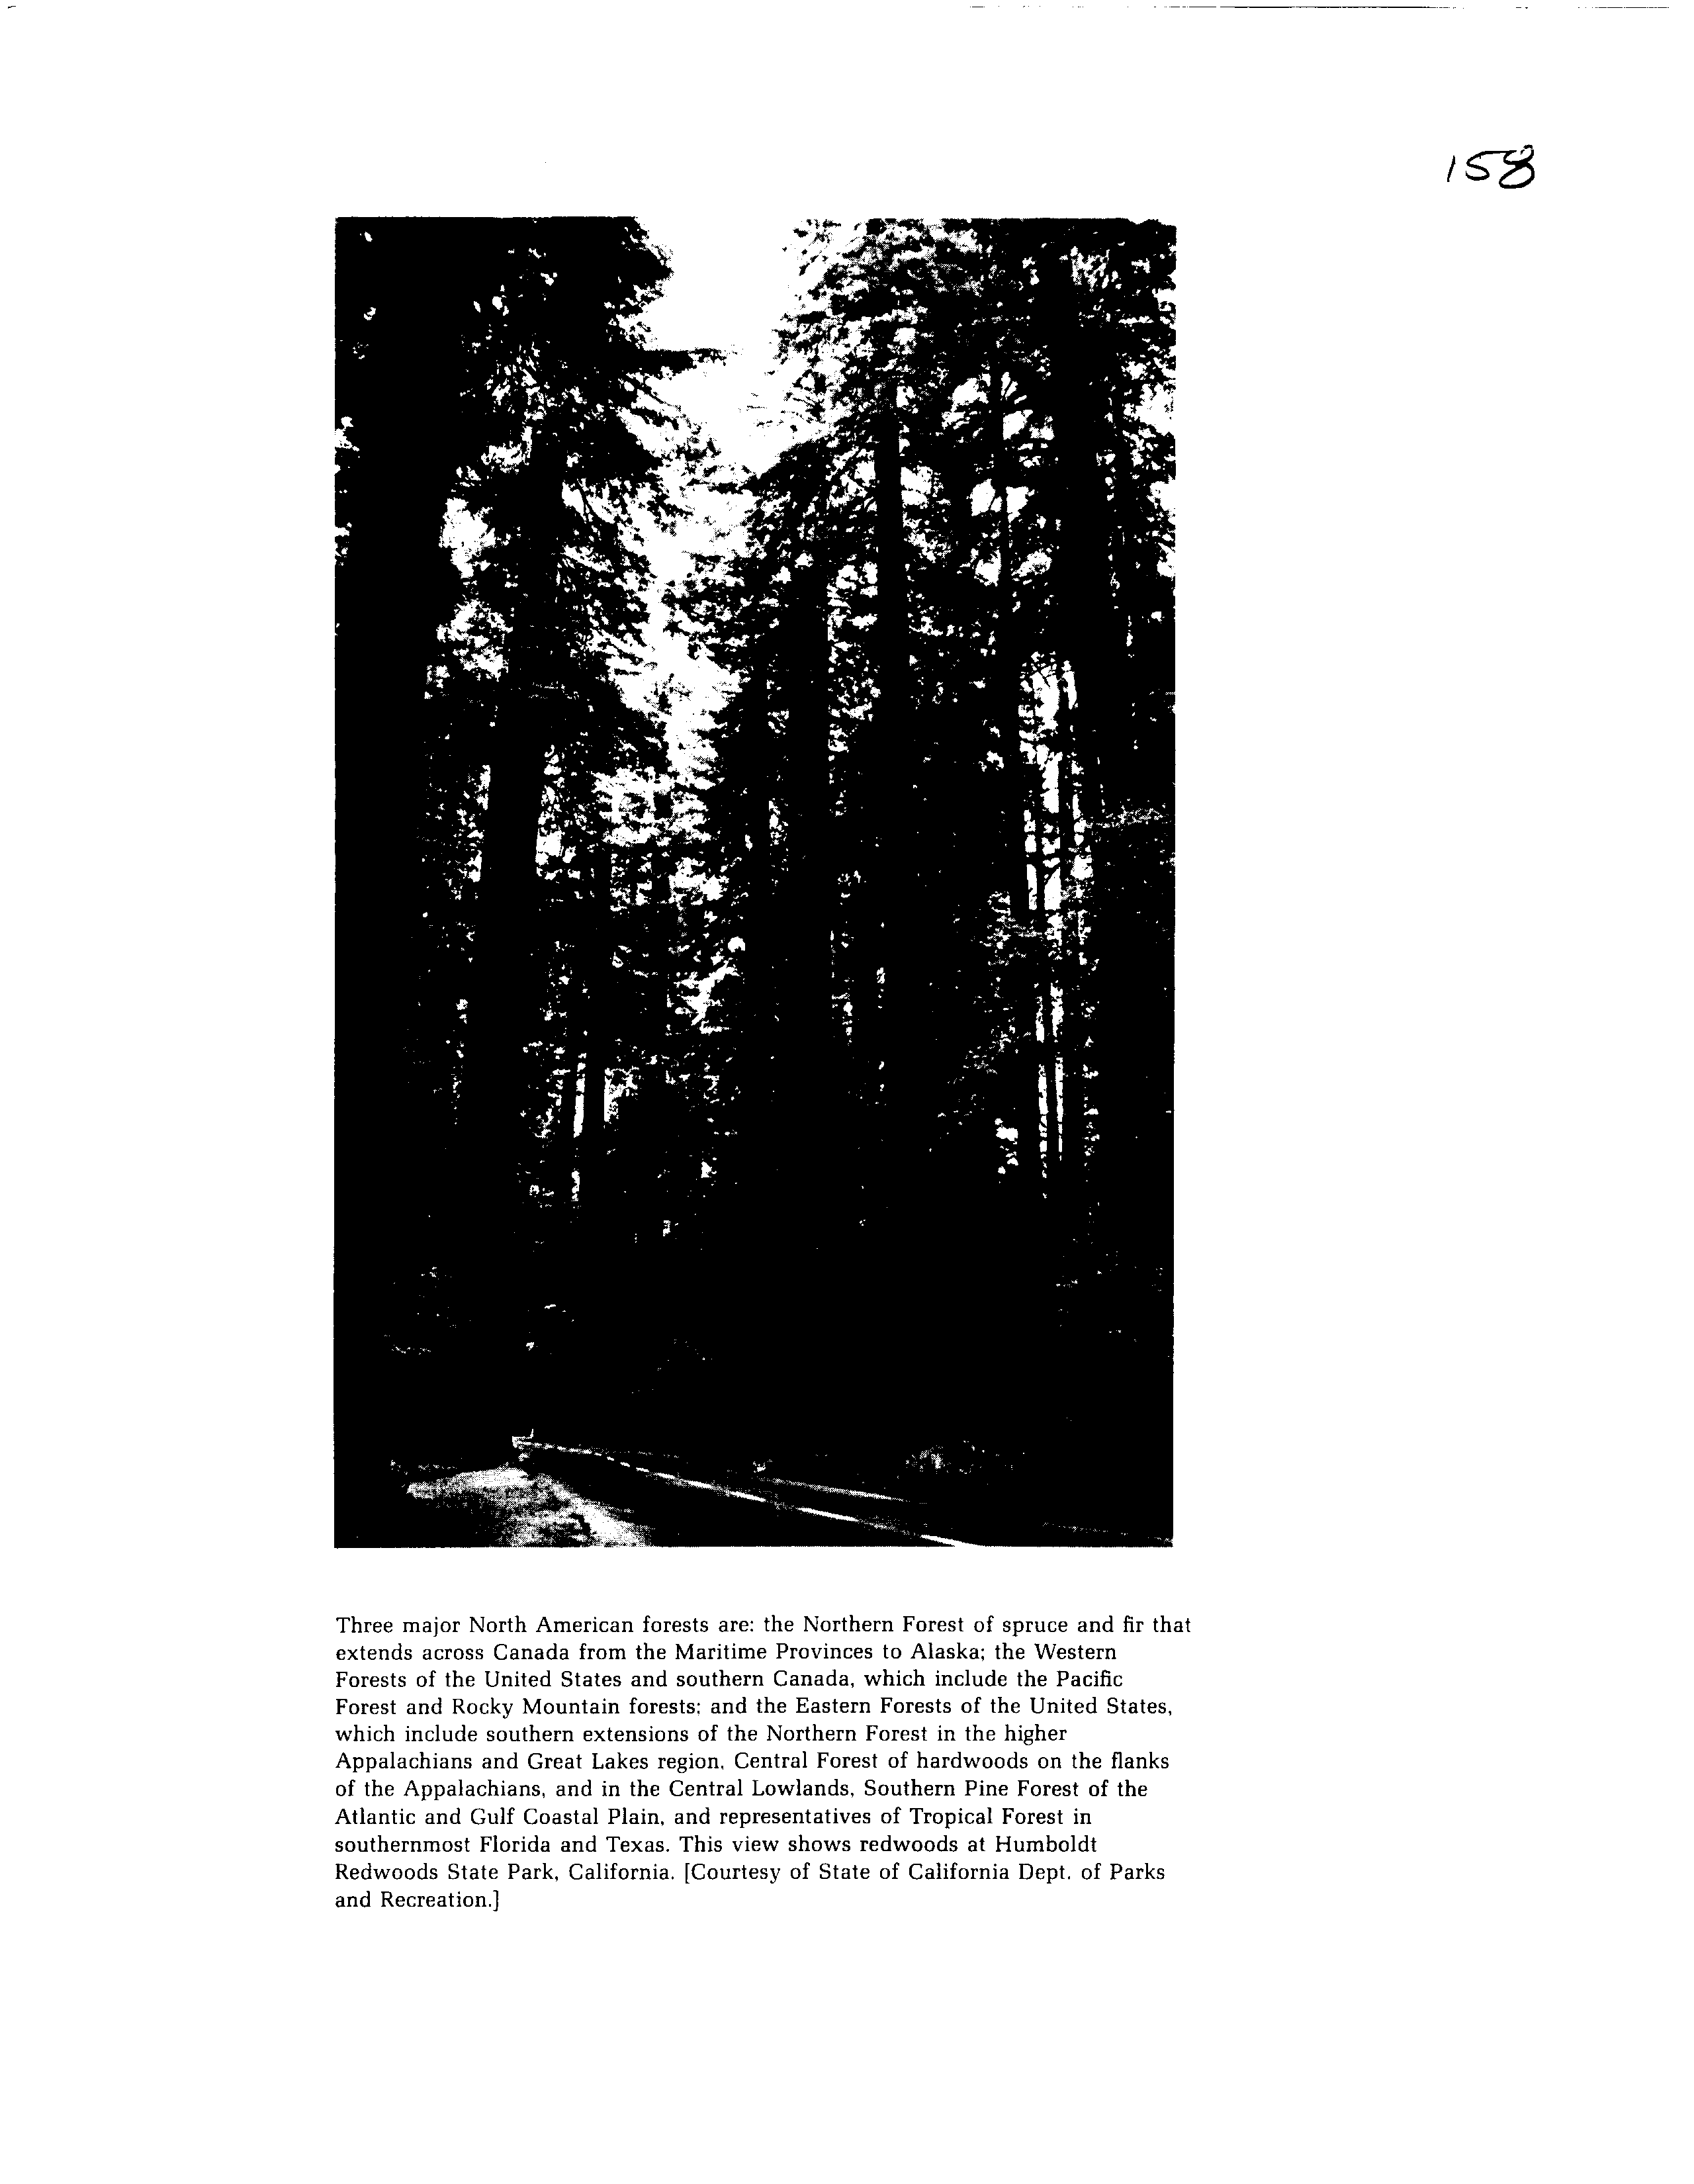 158
Three major North American forests are: the Northern Forest of spruce and fir that
extends across Canada from the Maritime Provinces to Alaska; the Western
Forests of the United States and southern Canada, which include the Pacific
Forest and Rocky Mountain forests; and the Eastern Forests of the United States,
which include southern extensions of the Northern Forest in the higher
Appalachians and Great Lakes region, Central Forest of hardwoods on the flanks
of the Appalachians, and in the Central Lowlands, Southern Pine Forest of the
Atlantic and Gulf Coastal Plain, and representatives of Tropical Forest in
southernmost Florida and Texas. This view shows redwoods at Humboldt
Redwoods State Park, California. [Courtesy of State of California Dept. of Parks
and Recreation.]